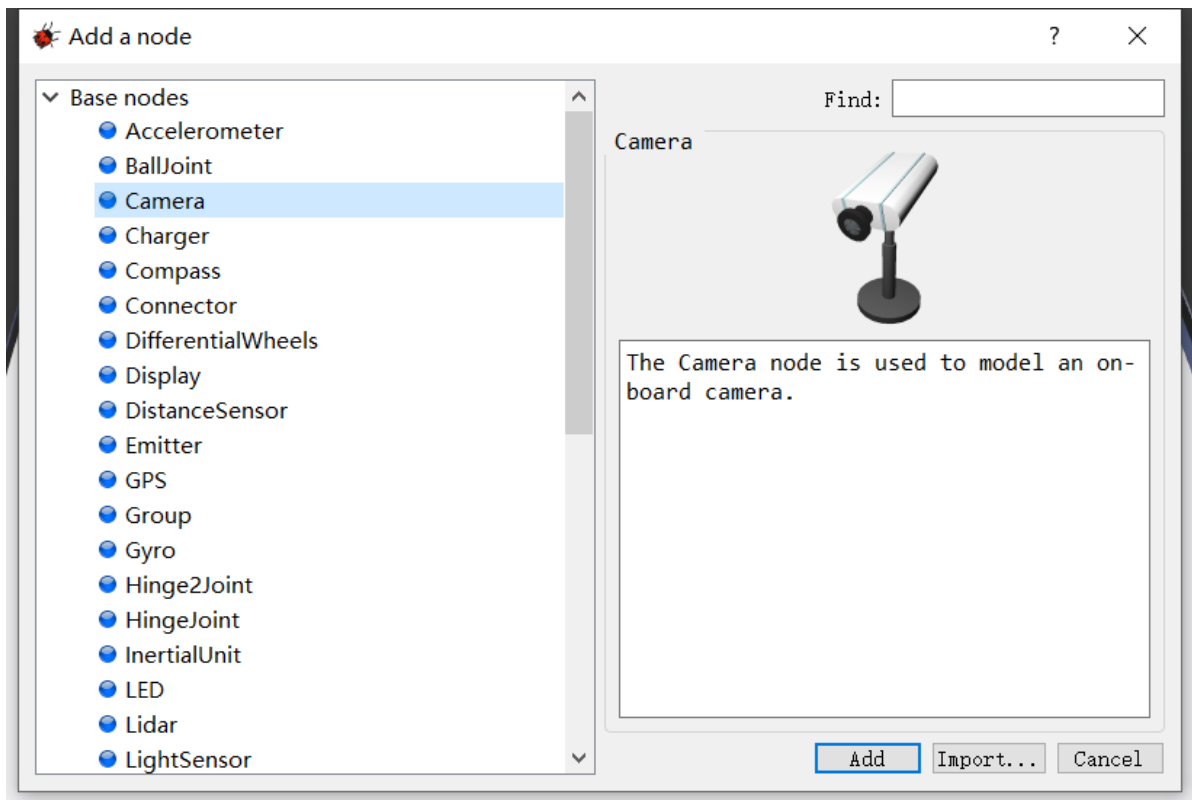 Add a node
?
Base nodes
Accelerometer
BallJoint
Camera
Charger
Compass
Connector
DifferentialWheels
Display
DistanceSensor
Emitter
GPS
Group
Gyro
Hinge2Joint
HingeJoint
InertialUnit
LED
Lidar
LightSensor
Find:
Camera
The Camera node is used to model an on-
board camera.
Add
Import...
Cancel